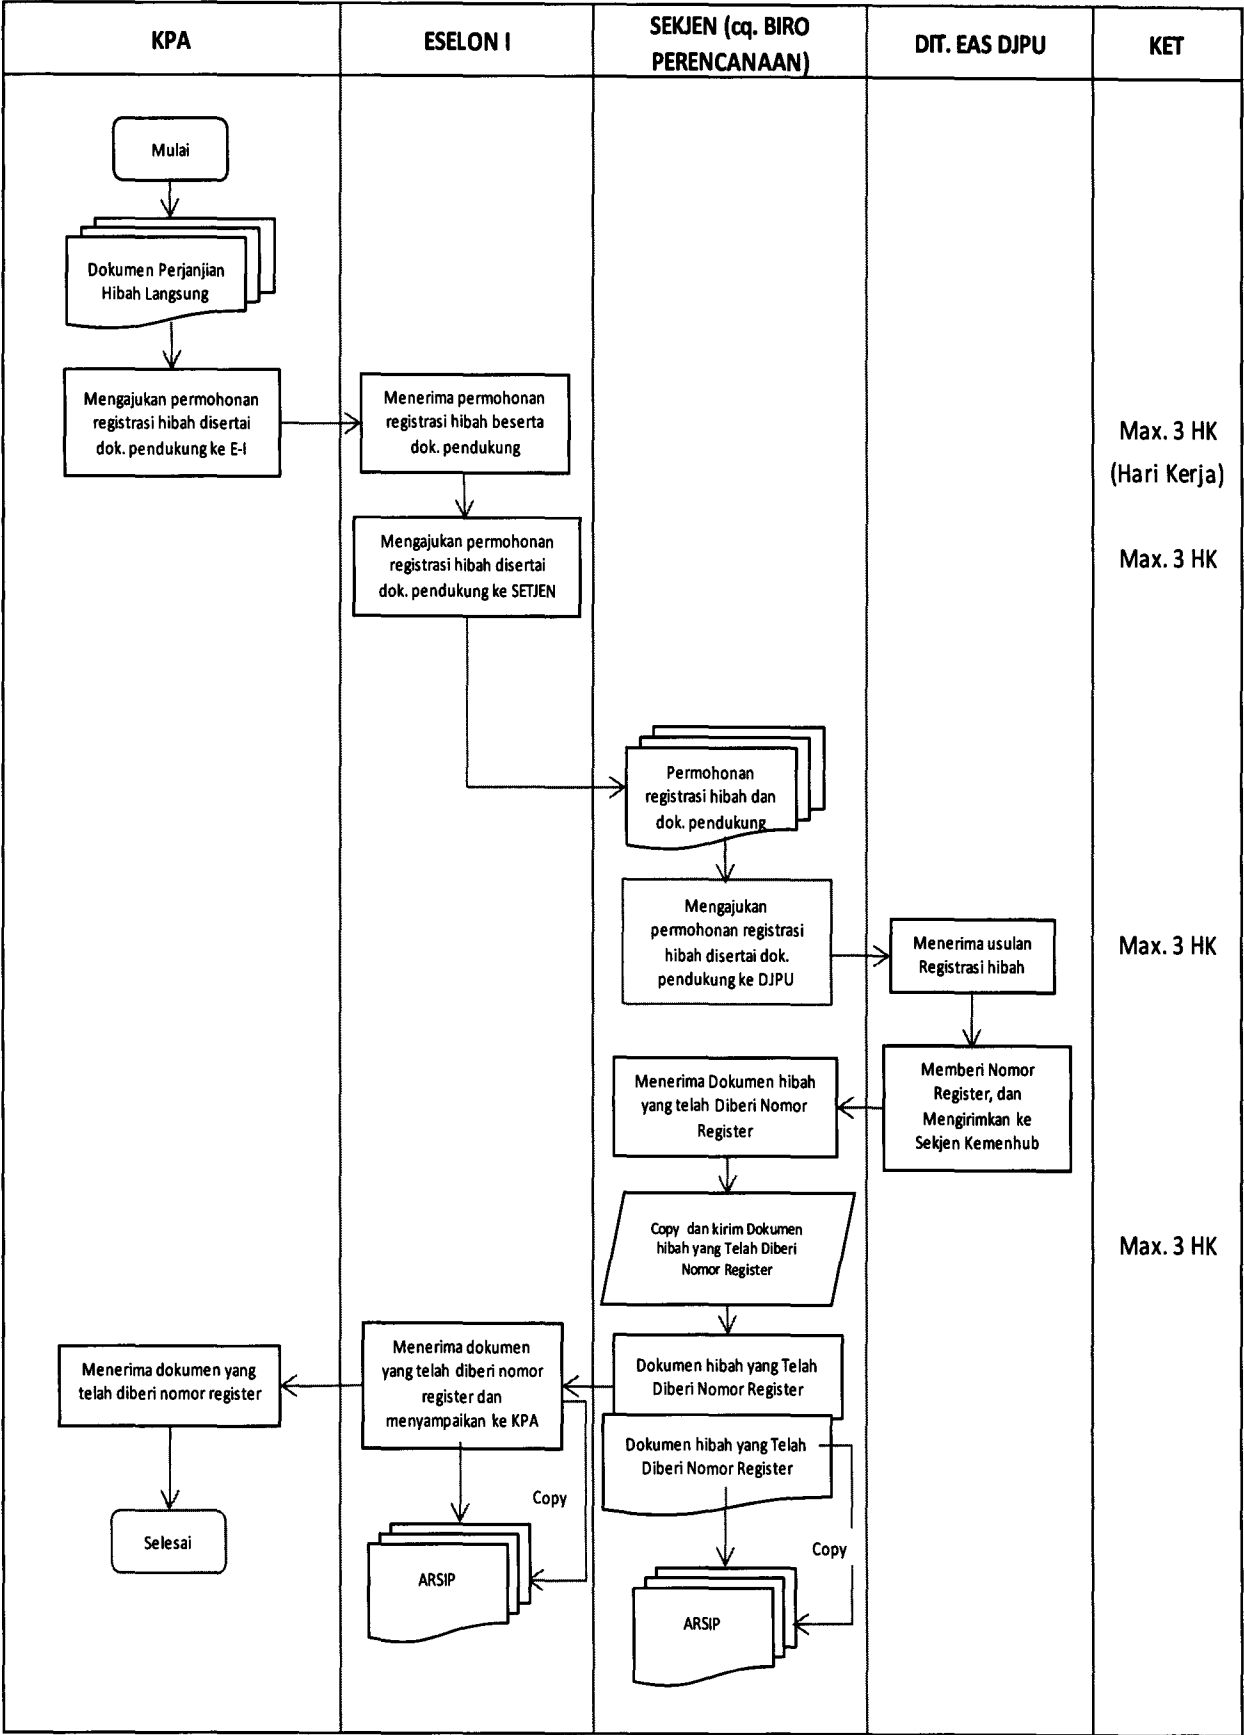 KPA
ESELON I
SEKJEN (cq. BIRO
PERENCANAAN)
DIT. EAS DJPU
KET
Mulai
Dokumen Perjanjian
Hibah Langsung
Mengajukan permohonan
registrasi hibah disertai
dok. pendukung ke E-I
Menerima permohonan
registrasi hibah beserta
dok. pendukung
Max. 3 HK
(Hari Kerja)
Mengajukan permohonan
registrasi hibah disertai
dok. pendukung ke SETJEN
Max. 3 HK
Permohonan
registrasi hibah dan
dok. pendukung
Mengajukan
permohonan registrasi
hibah disertai dok.
pendukung ke DJPU
Menerima usulan
Registrasi hibah
Max. 3 HK
Memberi Nomor
Register, dan
Mengirimkan ke
Sekjen Kemenhub
Menerima Dokumen hibah
yang telah Diberi Nomor
Register
Copy dan kirim Dokumen
hibah yang Telah Diberi
Nomor Register
Max. 3 HK
Dokumen hibah yang Telah
Diberi Nomor Register
Menerima dokumen
yang telah diberi nomor
register dan
menyampaikan ke KPA
Menerima dokumen yang
telah diberi nomor register
Dokumen hibah yang Telah
Diberi Nomor Register
Copy
Copy
Selesai
ARSIP
ARSIP